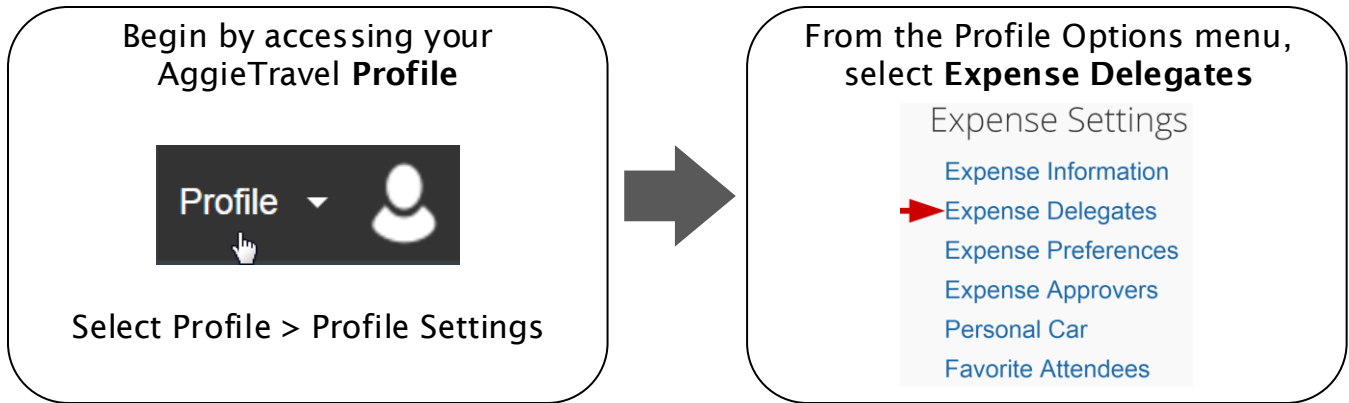 Begin by accessing your
AggieTravel Profile
Profile
Select Profile > Profile Settings
From the Profile Options menu,
select Expense Delegates
Expense Settings
Expense Information
Expense Delegates
Expense Preferences
Expense Approvers
Personal Car
Favorite Attendees